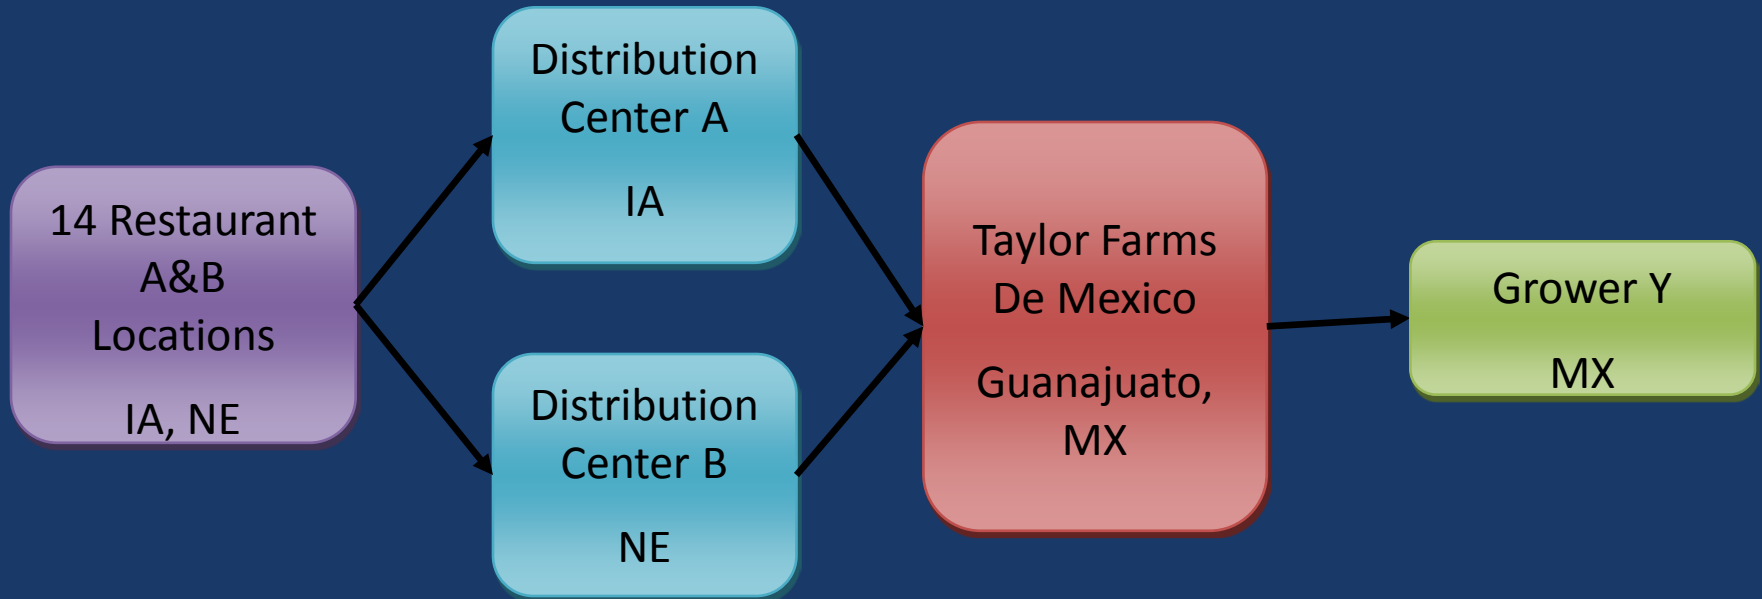 14 Restaurant
A&B
Locations
IA, NE
Distribution
Center A
IA
Distribution
Center B
NE
Taylor Farms
De Mexico
Guanajuato,
MX
Grower Y
MX